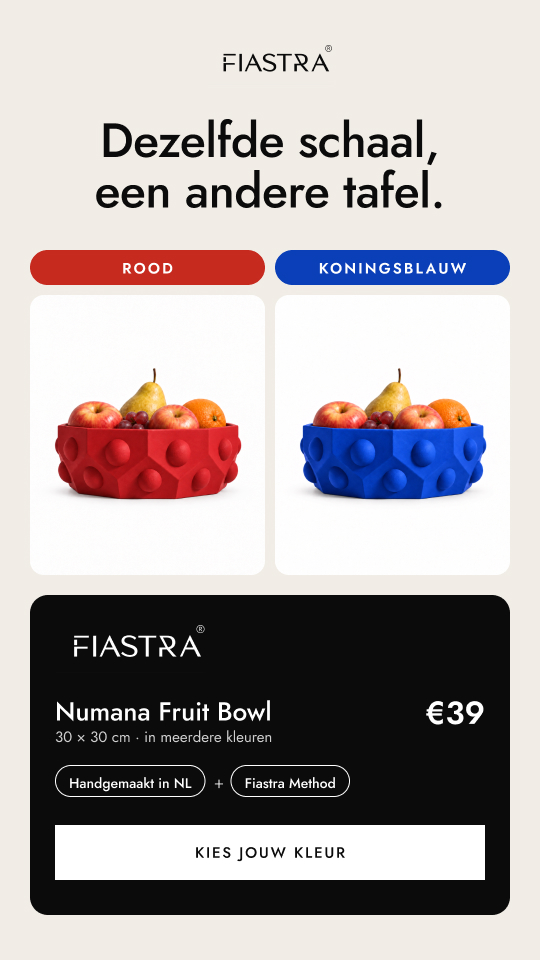 FIASTRA®
Dezelfde schaal,
een andere tafel.
ROOD
KONINGSBLAUW
FIASTRA®
Numana Fruit Bowl
€39
30 × 30 cm · in meerdere kleuren
Handgemaakt in NL + Fiastra Method
KIES JOUW KLEUR